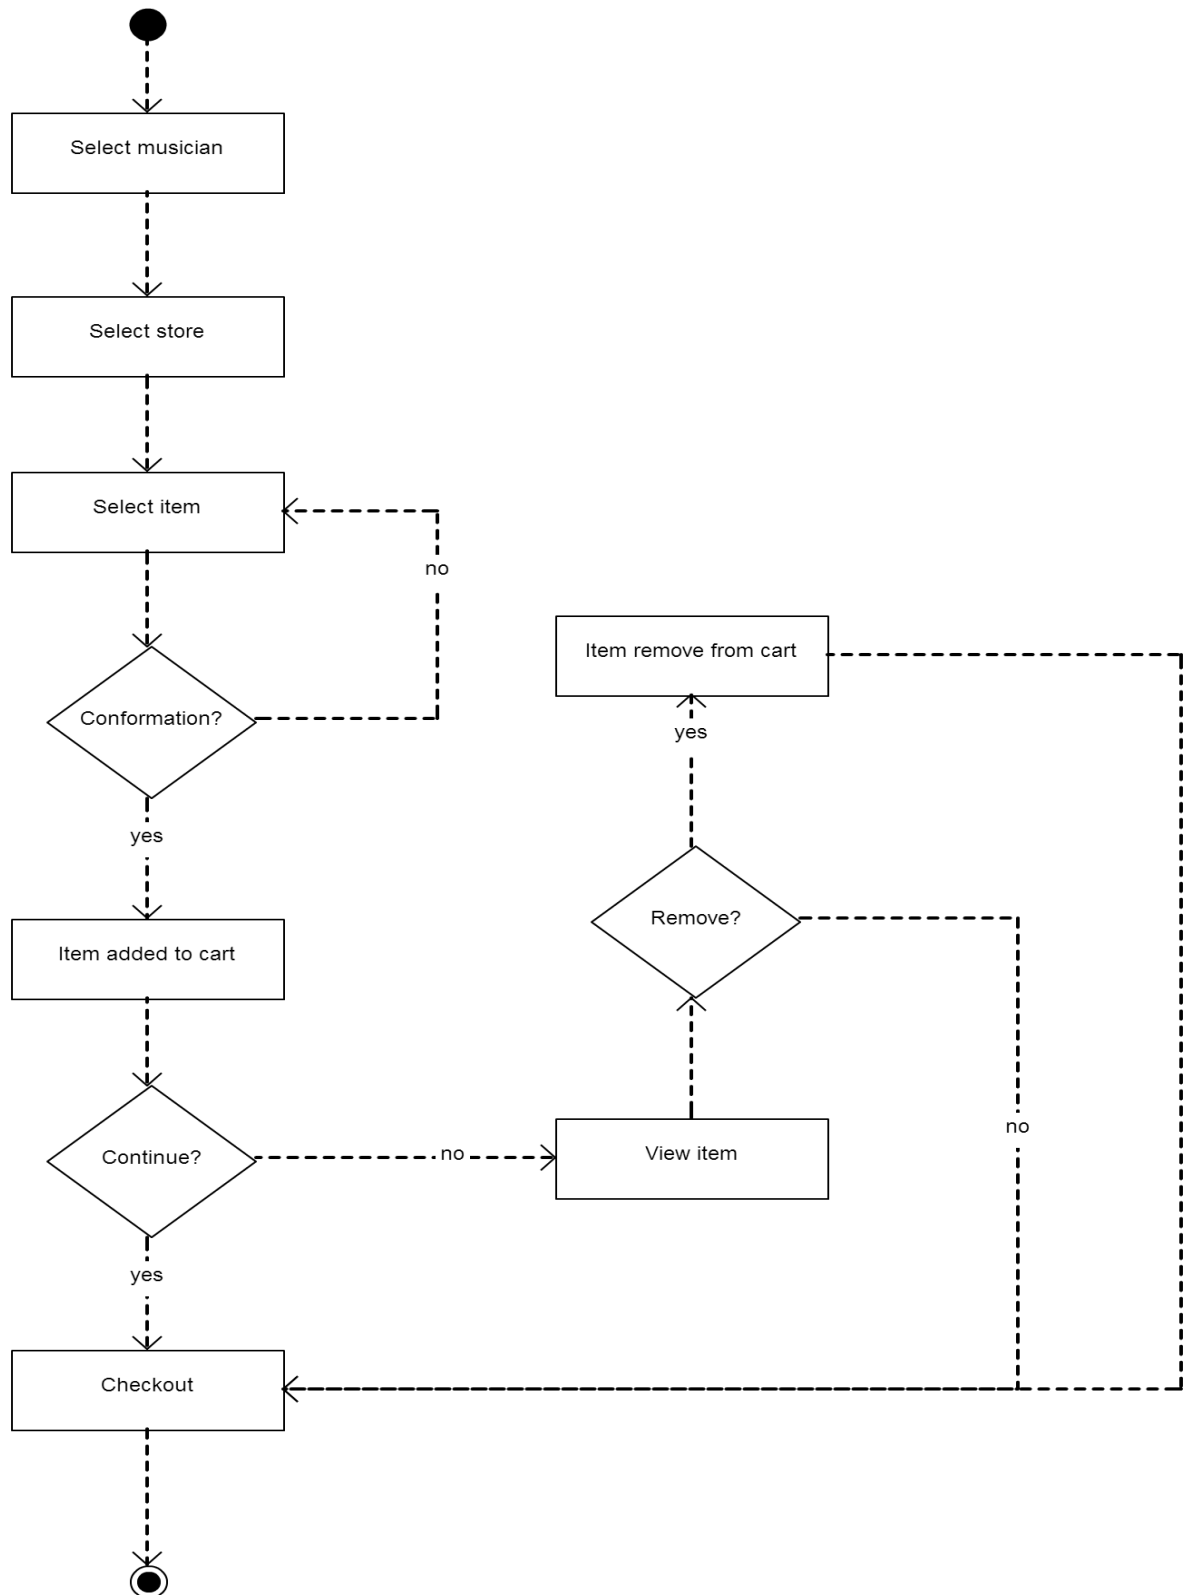 Select musician
Select store
Select item
no
Conformation?
yes
Item added to cart
Continue?
no
yes
Checkout
Item remove from cart
yes
Remove?
no
View item